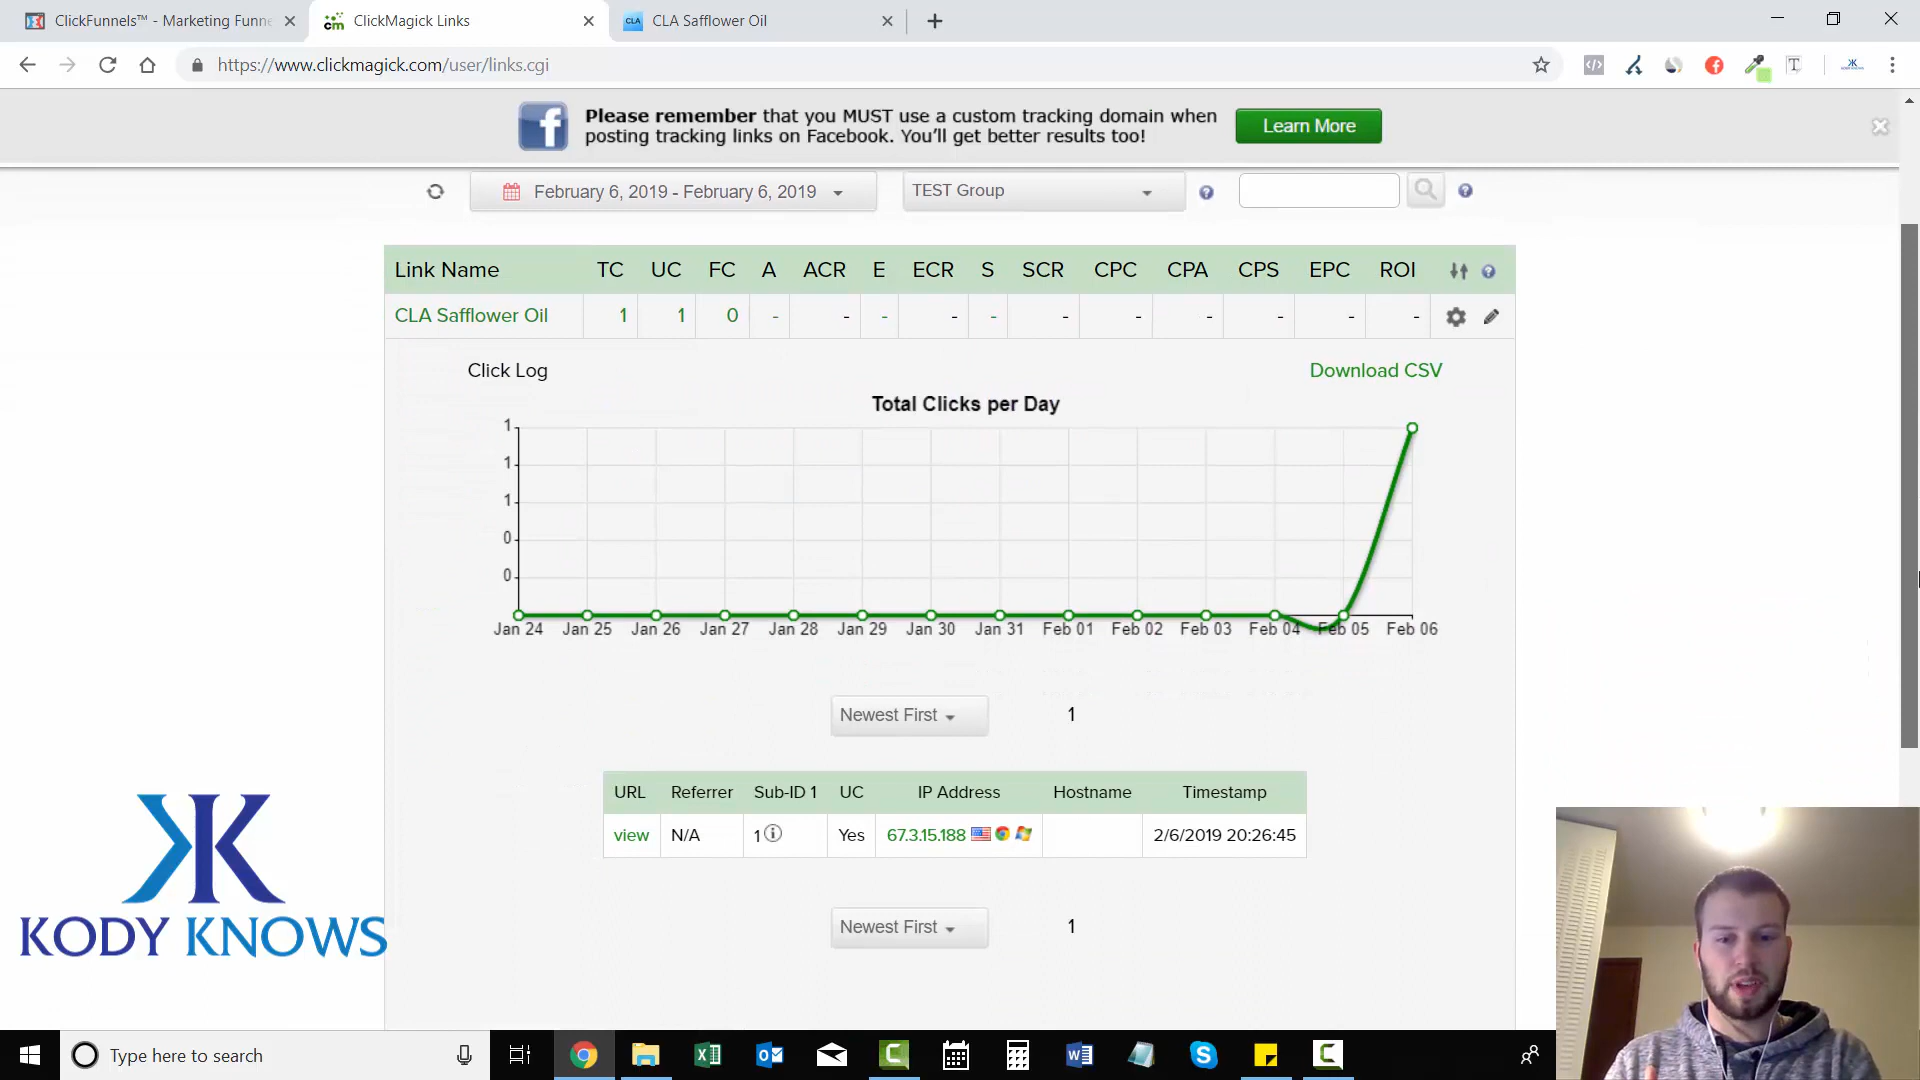 ClickFunnels™ - Marketing Funne
ClickMagick Links
CLA
CLA Safflower Oil
https://www.clickmagick.com/user/links.cgi
Please remember that you MUST use a custom tracking domain when
posting tracking links on Facebook. You'll get better results too!
Learn More
February 6, 2019 - February 6, 2019
TEST Group
Link Name TC UC FC A ACR E ECR S SCR CPC CPA CPS EPC ROI
CLA Safflower Oil 1 1 0 - - - - - - - - - - -
Click Log
Download CSV
Total Clicks per Day
1
1
1
0
0
Jan 24 Jan 25 Jan 26 Jan 27 Jan 28 Jan 29 Jan 30 Jan 31 Feb 01 Feb 02 Feb 03 Feb 04 Feb 05 Feb 06
Newest First 1
URL Referrer Sub-ID 1 UC IP Address Hostname Timestamp
view N/A 1 Yes 67.3.15.188 2/6/2019 20:26:45
Newest First 1
KODY KNOWS
Type here to search